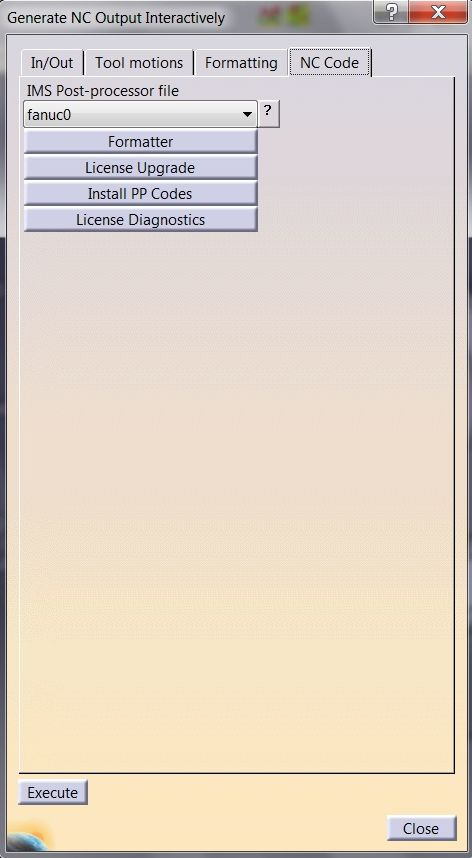 Generate NC Output Interactively
?
In/Out
Tool motions
Formatting
NC Code
IMS Post-processor file
fanuc0
?
Formatter
License Upgrade
Install PP Codes
License Diagnostics
Execute
Close